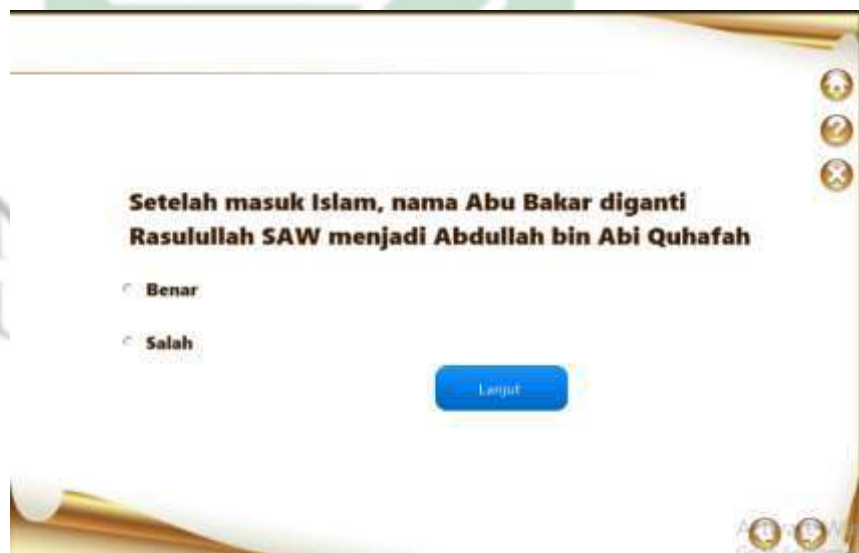 Setelah masuk Islam, nama Abu Bakar diganti
Rasulullah SAW menjadi Abdullah bin Abi Quhafah
Benar
Salah
Lanjut